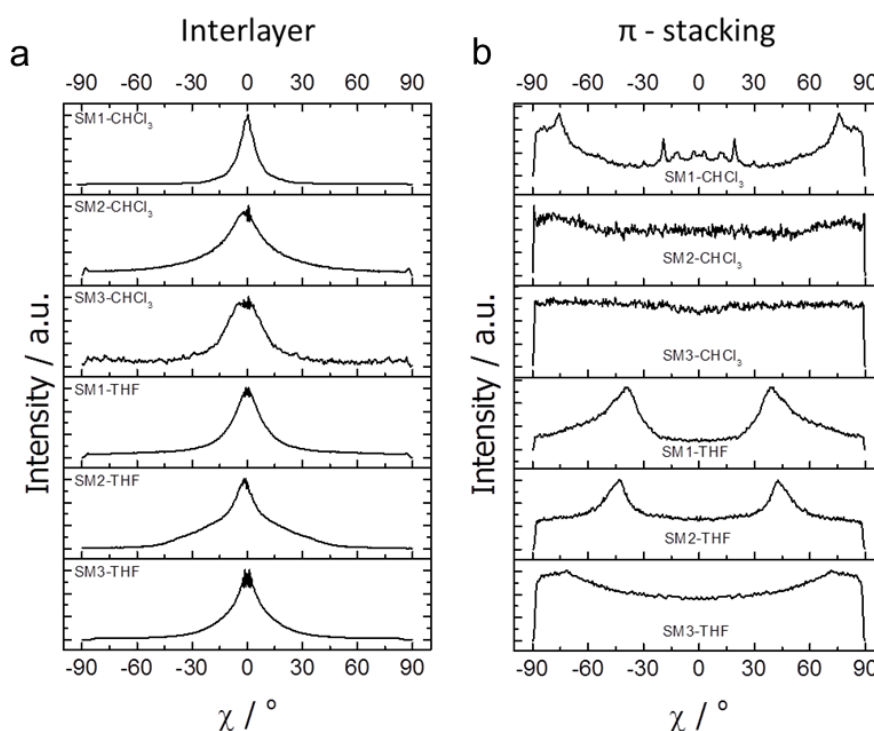 Interlayer
a
-90 -60 -30 0 30 60 90
SM1-CHCl₃
SM2-CHCl₃
SM3-CHCl₃
SM1-THF
SM2-THF
SM3-THF
Intensity / a.u.
-90 -60 -30 0 30 60 90
χ / °
π - stacking
b
-90 -60 -30 0 30 60 90
SM1-CHCl₃
SM2-CHCl₃
SM3-CHCl₃
SM1-THF
SM2-THF
SM3-THF
Intensity / a.u.
-90 -60 -30 0 30 60 90
χ / °